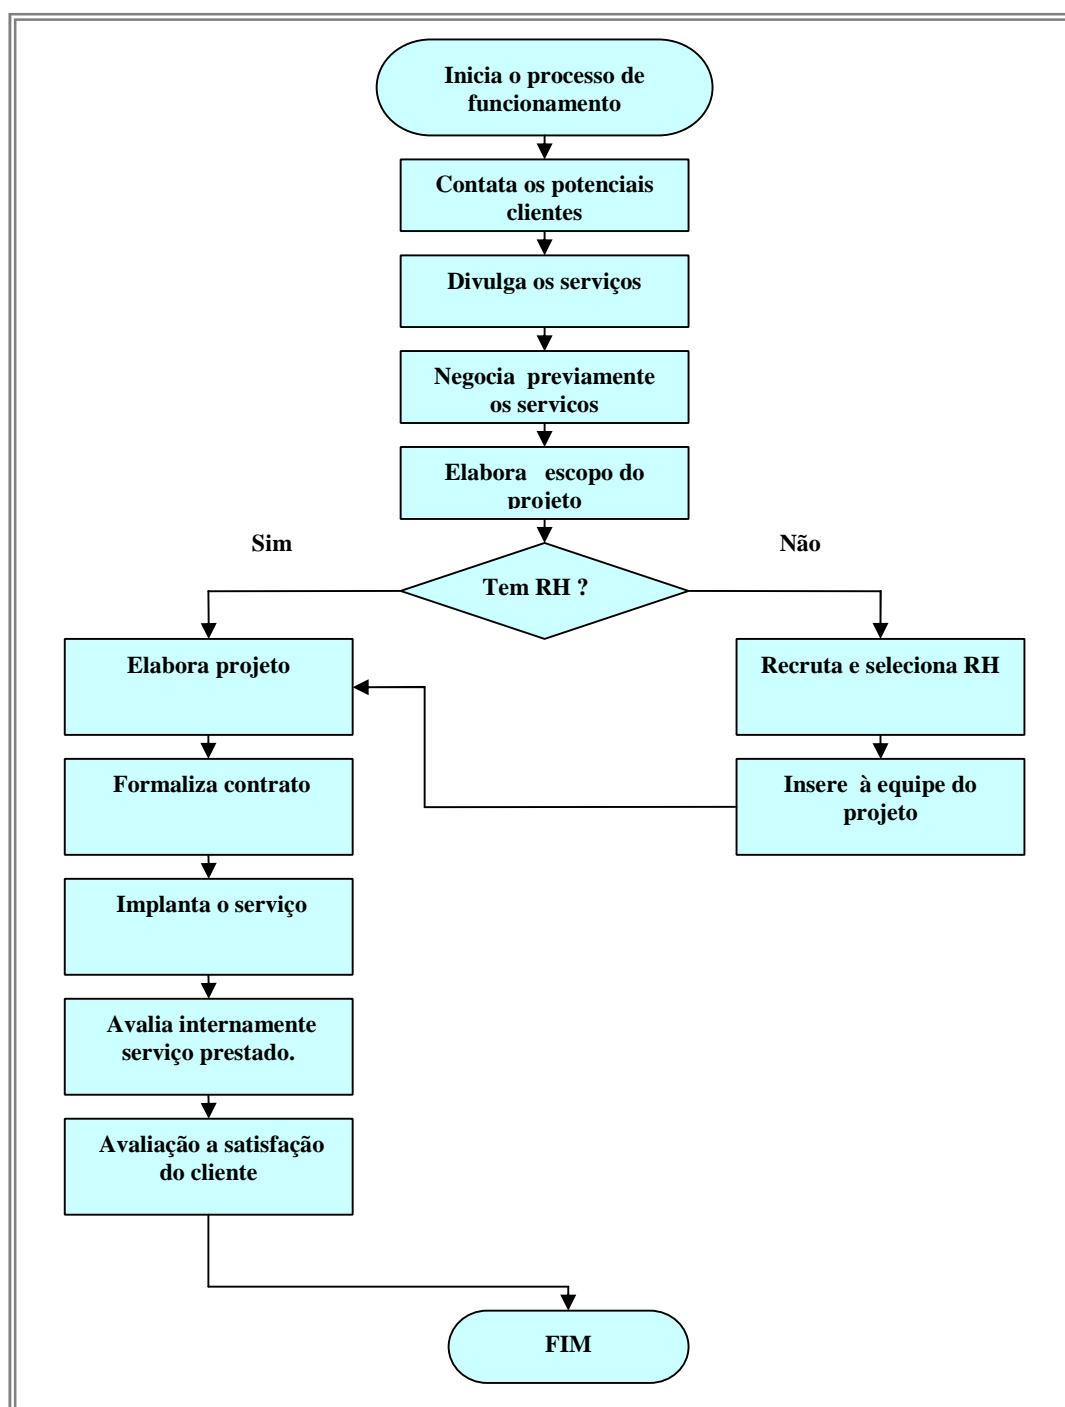 Inicia o processo de
funcionamento
Contata os potenciais
clientes
Divulga os serviços
Negocia previamente
os servicos
Elabora escopo do
projeto
Sim
Não
Tem RH ?
Elabora projeto
Recruta e seleciona RH
Formaliza contrato
Insere à equipe do
projeto
Implanta o serviço
Avalia internamente
serviço prestado.
Avaliação a satisfação
do cliente
FIM